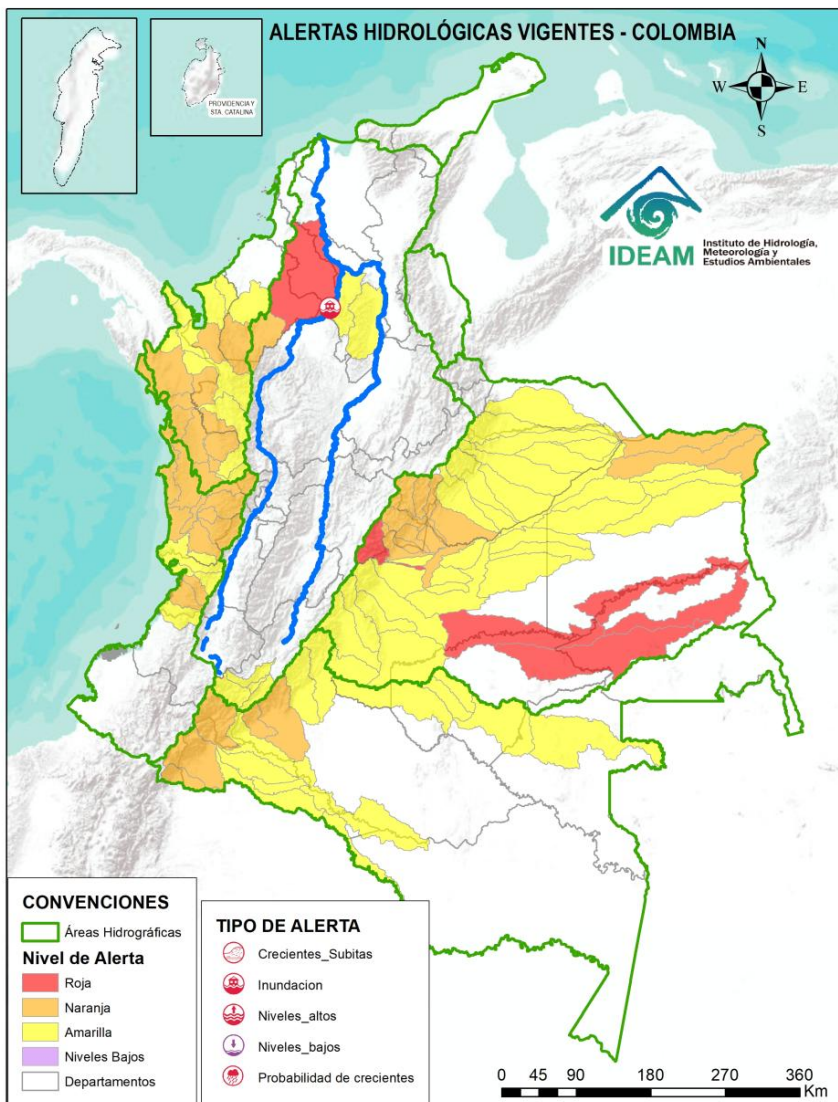 ALERTAS HIDROLÓGICAS VIGENTES - COLOMBIA
PROVIDENCIA Y
STA. CATALINA
N
W
E
S
IDEAM
Instituto de Hidrología,
Meteorología y
Estudios Ambientales
CONVENCIONES
Áreas Hidrográficas
Nivel de Alerta
Roja
Naranja
Amarilla
Niveles Bajos
Departamentos
TIPO DE ALERTA
Crecientes_Subitas
Inundacion
Niveles_altos
Niveles_bajos
Probabilidad de crecientes
0 45 90 180 270 360
Km